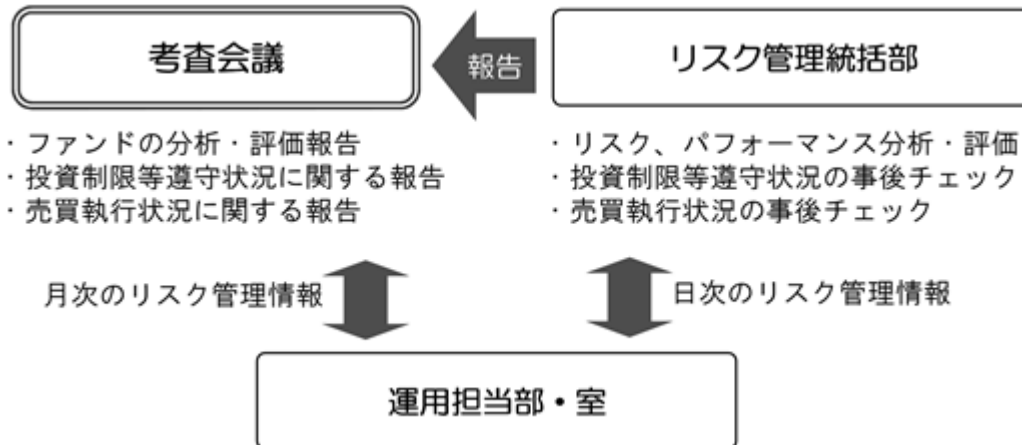 考査会議
報告
リスク管理統括部
・ファンドの分析・評価報告
・投資制限等遵守状況に関する報告
・売買執行状況に関する報告
・リスク、パフォーマンス分析・評価
・投資制限等遵守状況の事後チェック
・売買執行状況の事後チェック
月次のリスク管理情報
日次のリスク管理情報
運用担当部・室